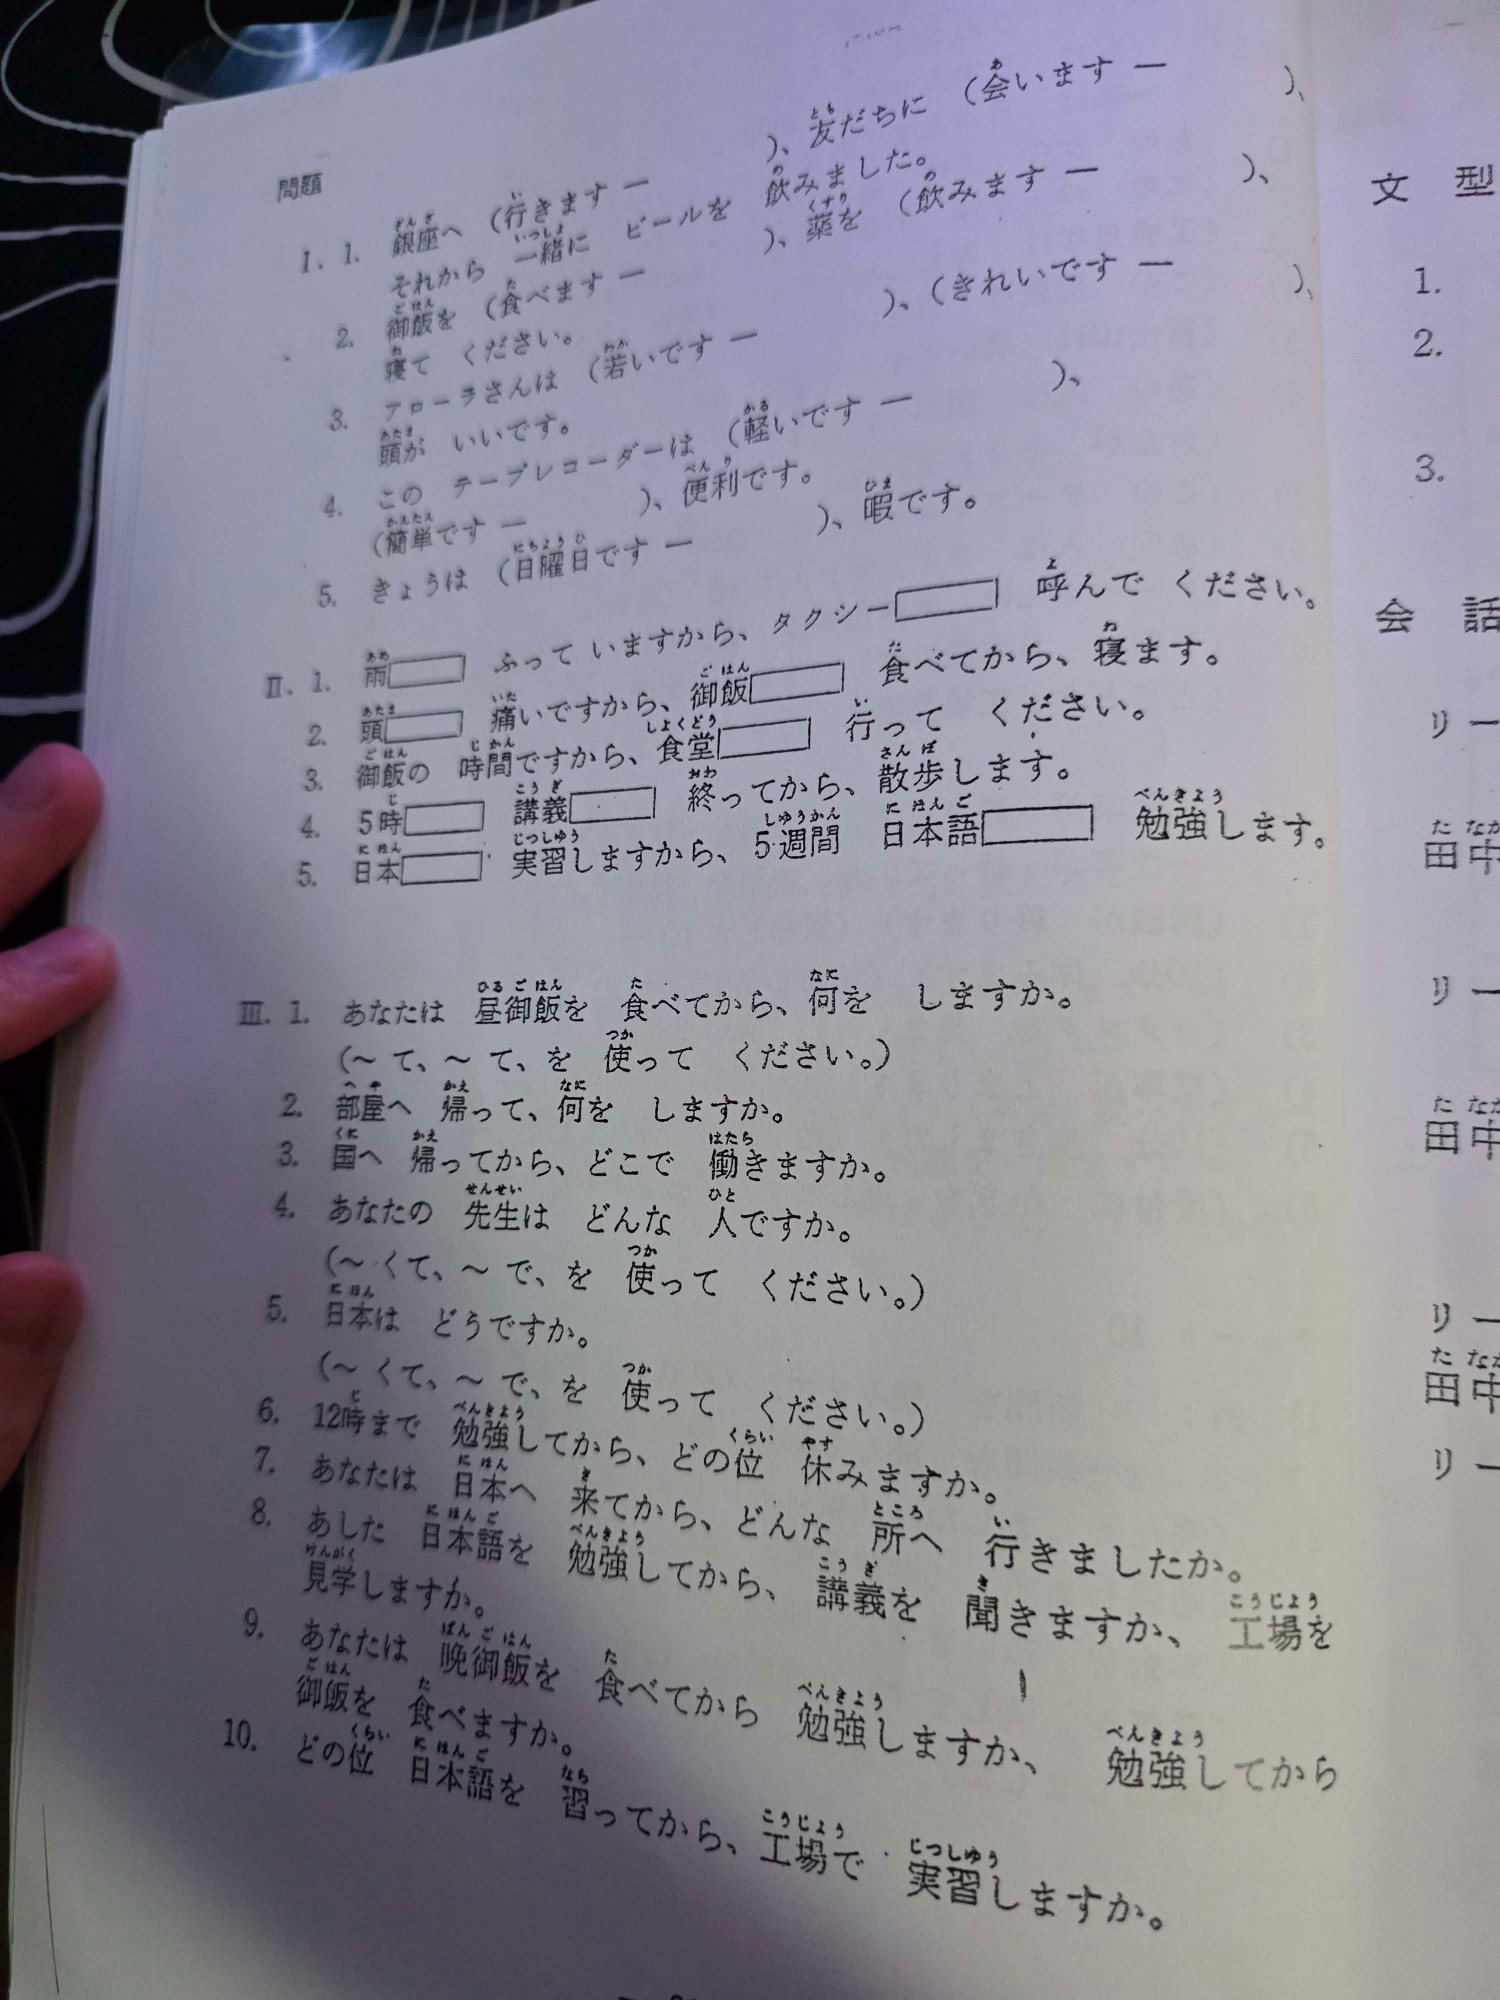 問題
I. 1. 銀座へ (行きます ー )、友だちに (会います ー )、
それから 一緒に ビールを 飲みました。
2. 御飯を (食べます ー )、薬を (飲みます ー )、
寝て ください。
3. アローラさんは (若いです ー )、(きれいです ー )、
頭が いいです。
4. この テープレコーダーは (軽いです ー )、
(簡単です ー )、便利です。
5. きょうは (日曜日です ー )、暇です。
II. 1. 雨 ふって いますから、タクシー 呼んで ください。
2. 頭 痛いですから、御飯 食べてから、寝ます。
3. 御飯の 時間ですから、食堂 行って ください。
4. 5時 講義 終ってから、散歩します。
5. 日本 実習しますから、5週間 日本語 勉強します。
III. 1. あなたは 昼御飯を 食べてから、何を しますか。
(～て、～て、を 使って ください。)
2. 部屋へ 帰って、何を しますか。
3. 国へ 帰ってから、どこで 働きますか。
4. あなたの 先生は どんな 人ですか。
(～くて、～で、を 使って ください。)
5. 日本は どうですか。
(～くて、～で、を 使って ください。)
6. 12時まで 勉強してから、どの位 休みますか。
7. あなたは 日本へ 来てから、どんな 所へ 行きましたか。
8. あした 日本語を 勉強してから、講義を 聞きますか、工場を
見学しますか。
9. あなたは 晩御飯を 食べてから 勉強しますか、 勉強してから
御飯を 食べますか。
10. どの位 日本語を 習ってから、工場で 実習しますか。
文 型
1.
2.
3.
会 話
リー
田中
リー
田中
リー
田中
リー